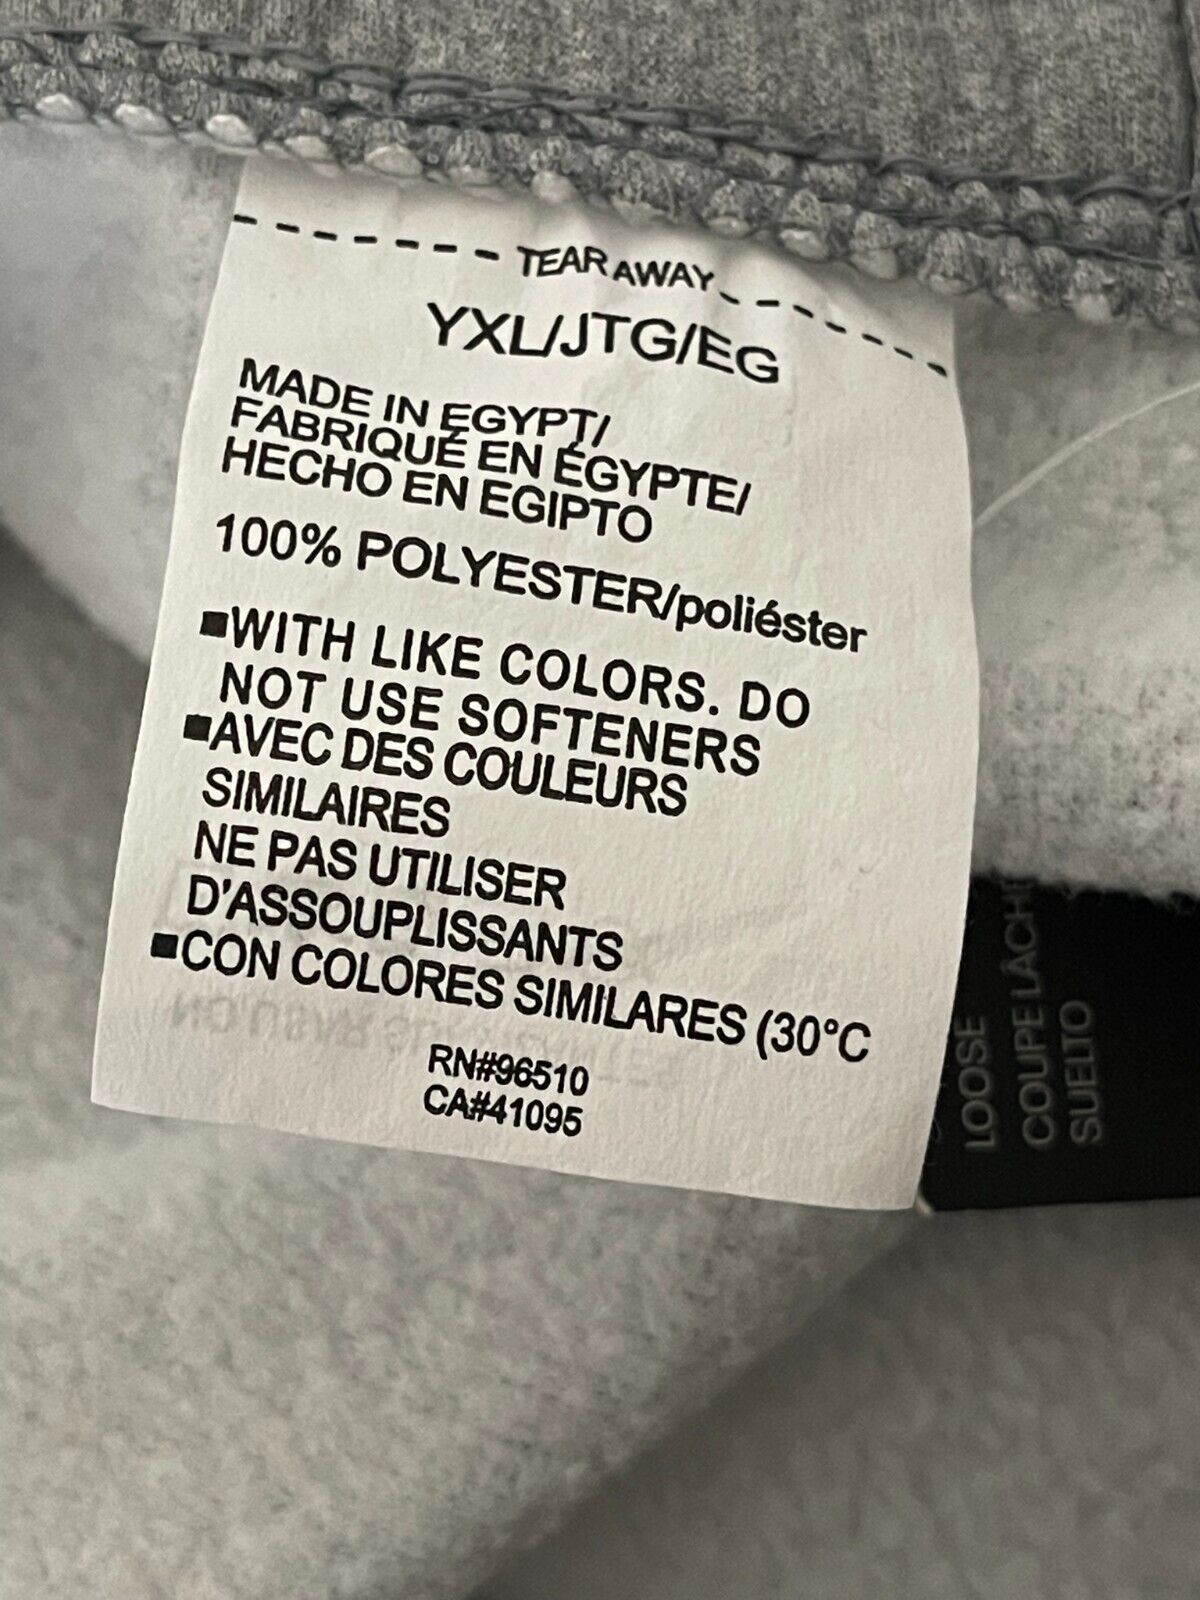 TEAR AWAY
YXL/JTG/EG
MADE IN EGYPT/
FABRIQUÉ EN ÉGYPTE/
HECHO EN EGIPTO
100% POLYESTER/poliéster
■WITH LIKE COLORS. DO
NOT USE SOFTENERS
■AVEC DES COULEURS
SIMILAIRES
NE PAS UTILISER
D'ASSOUPLISSANTS
■CON COLORES SIMILARES (30°C
RN#96510
CA#41095
LOOSE
COUPE LÂCHE
SUELTO